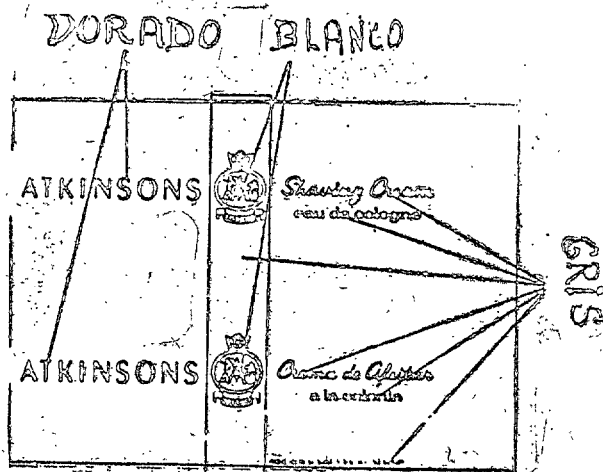 DORADO BLANCO
ATKINSONS
Shaving Cream
eau de cologne
GRIS
ATKINSONS
Crema de Afeitar
a la colonia